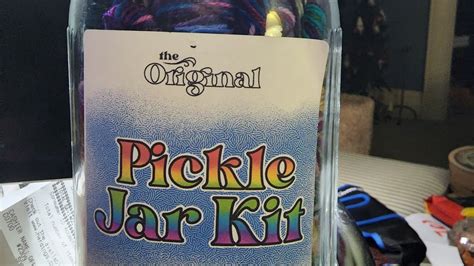 the
Original
Pickle
Jar Kit